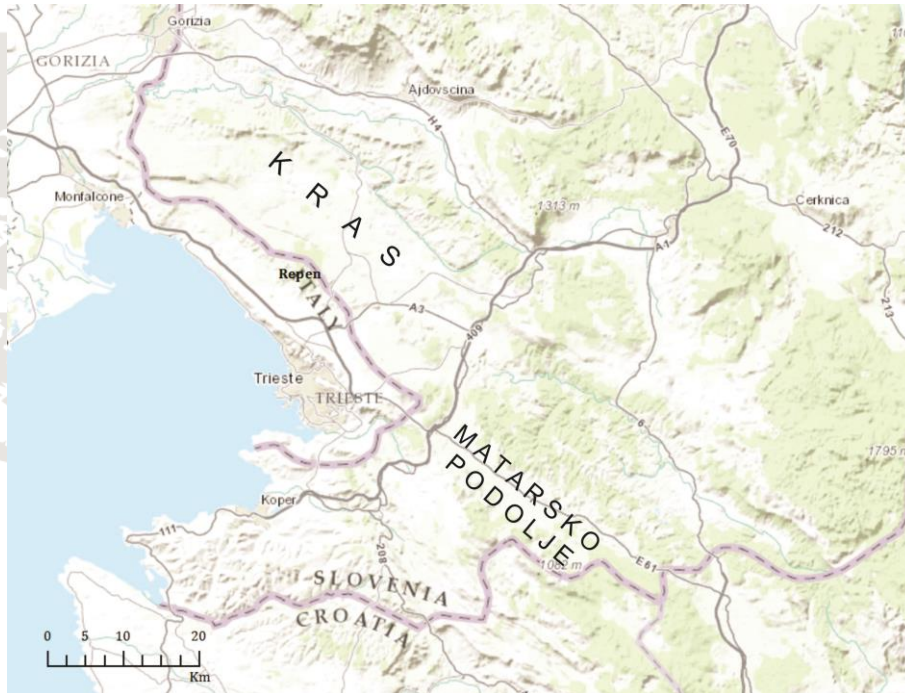 Gorizia
GORIZIA
Ajdovscina
H4
E70
KRAS
Monfalcone
1313 m
Cerknica
A1
212
Repen
ITALY
A3
213
409
Trieste
TRIESTE
6
MATARSKO
PODOLJE
1795 m
Koper
111
208
1082 m
E61
SLOVENIA
CROATIA
0 5 10 20
Km